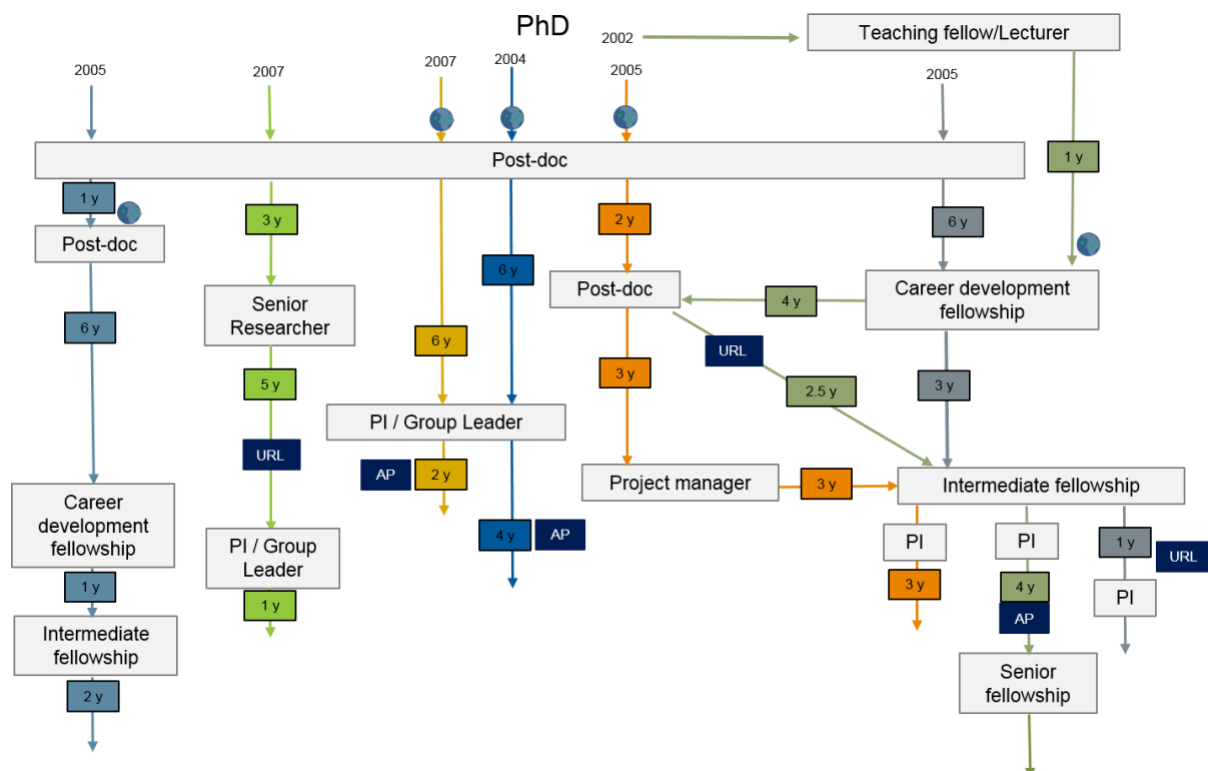 PhD
2002
Teaching fellow/Lecturer
2005
2007
2007
2004
2005
2005
Post-doc
1 y
1 y
3 y
2 y
6 y
Post-doc
6 y
Post-doc
4 y
Career development
fellowship
Senior
Researcher
6 y
6 y
URL
5 y
3 y
2.5 y
3 y
PI / Group Leader
URL
AP
2 y
Project manager
3 y
Intermediate fellowship
Career
development
fellowship
4 y
AP
PI
PI
1 y
URL
PI / Group
Leader
1 y
3 y
4 y
PI
1 y
AP
Intermediate
fellowship
Senior
fellowship
2 y